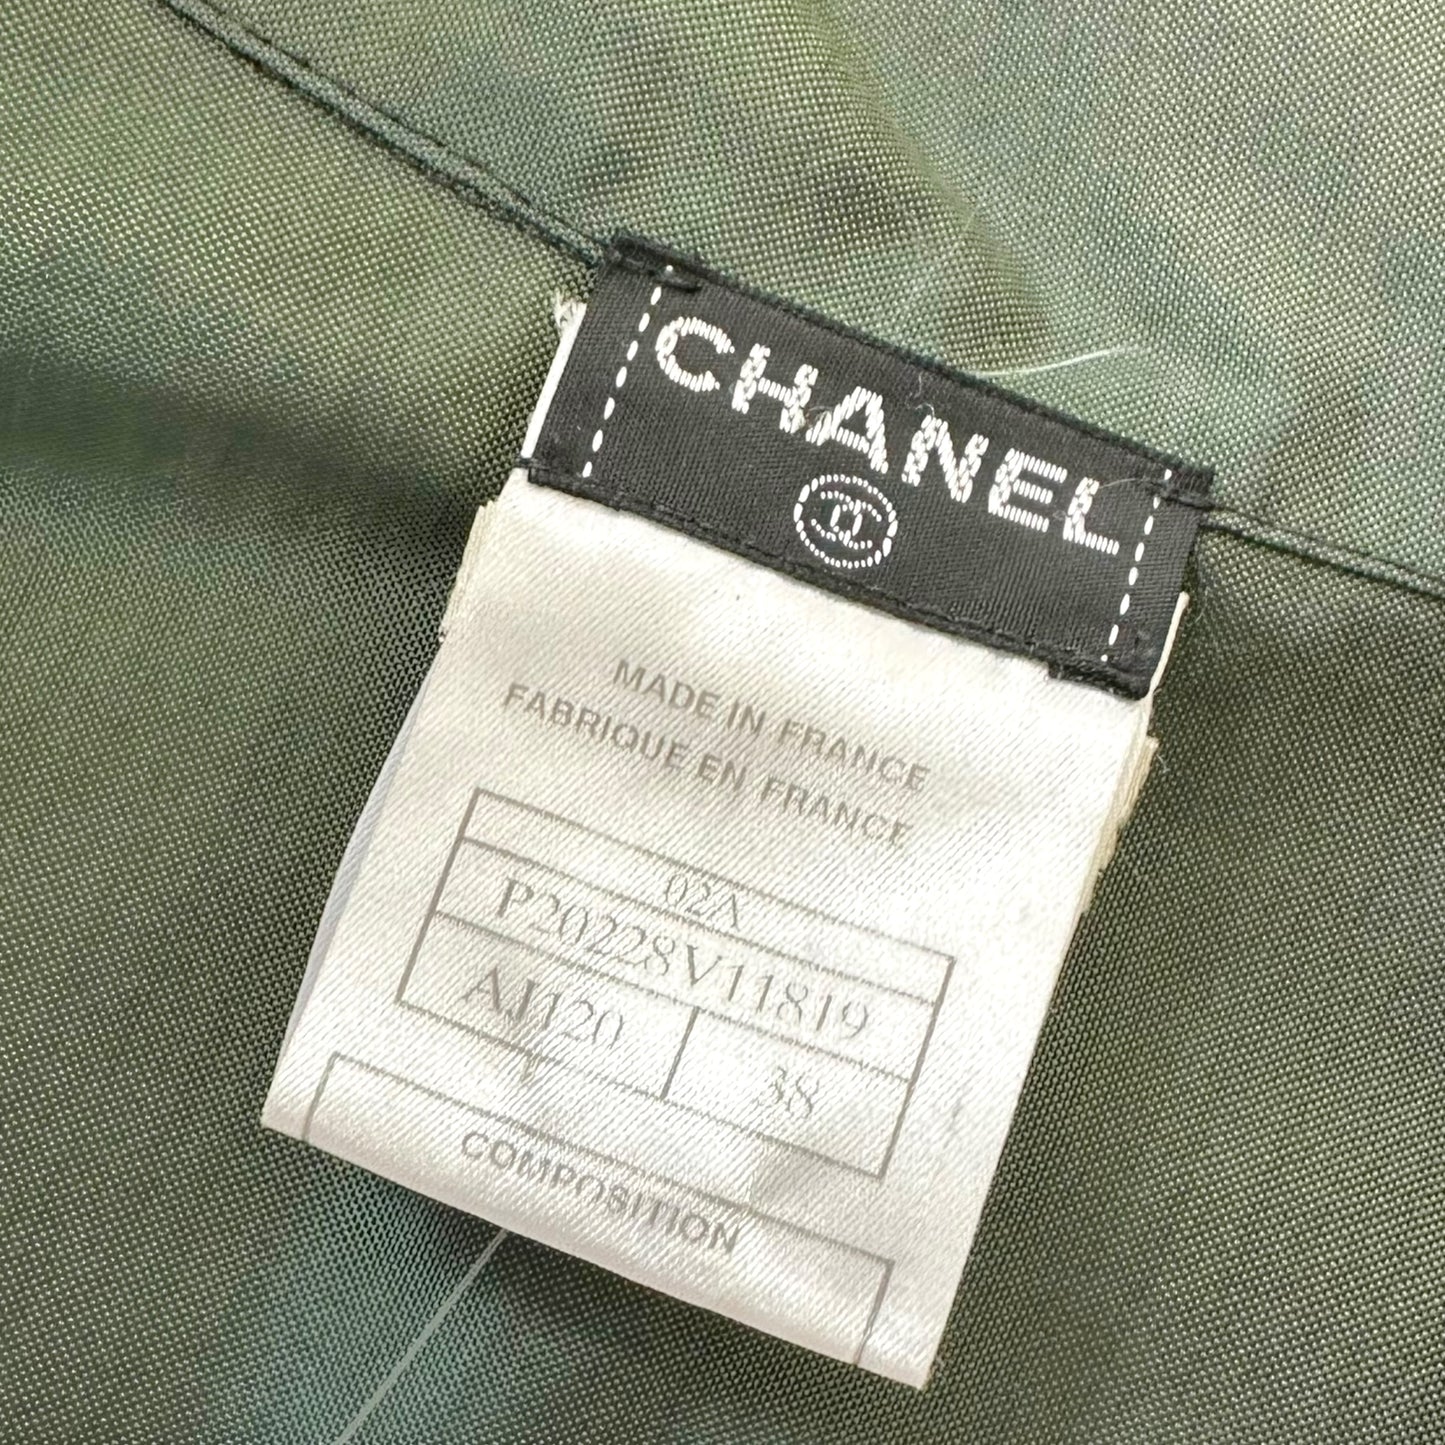 CHANEL
MADE IN FRANCE
FABRIQUE EN FRANCE
02A
P20228V11819
AJ120 38
COMPOSITION